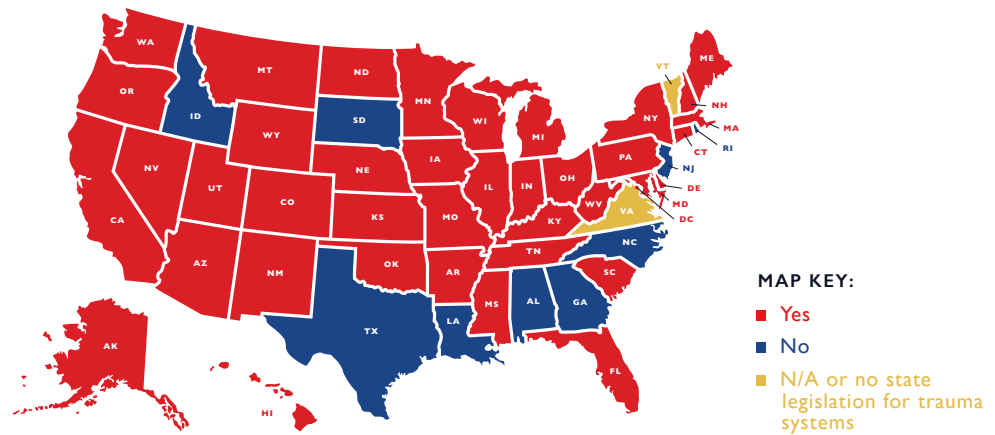 WA
MT
ND
MN
VT
ME
OR
ID
SD
WI
MI
NY
NH
MA
RI
CT
WY
IA
PA
NJ
NV
UT
CO
NE
IL
IN
OH
DE
MD
DC
CA
KS
MO
KY
WV
VA
AZ
NM
OK
AR
TN
NC
SC
MS
AL
GA
TX
LA
FL
AK
HI
MAP KEY:
Yes
No
N/A or no state
legislation for trauma
systems